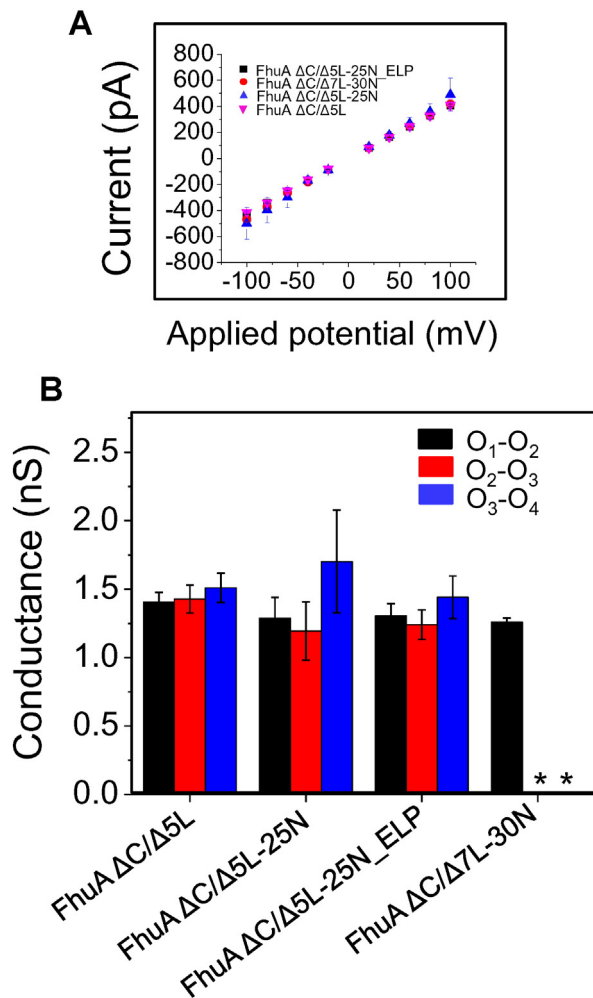 A
800
600
400
200
0
-200
-400
-600
-800
Current (pA)
FhuA ΔC/Δ5L-25N_ELP
FhuA ΔC/Δ7L-30N
FhuA ΔC/Δ5L-25N
FhuA ΔC/Δ5L
-100 -50 0 50 100
Applied potential (mV)
B
2.5
2.0
1.5
1.0
0.5
0.0
Conductance (nS)
O₁-O₂
O₂-O₃
O₃-O₄
* *
FhuA ΔC/Δ5L
FhuA ΔC/Δ5L-25N
FhuA ΔC/Δ5L-25N_ELP
FhuA ΔC/Δ7L-30N